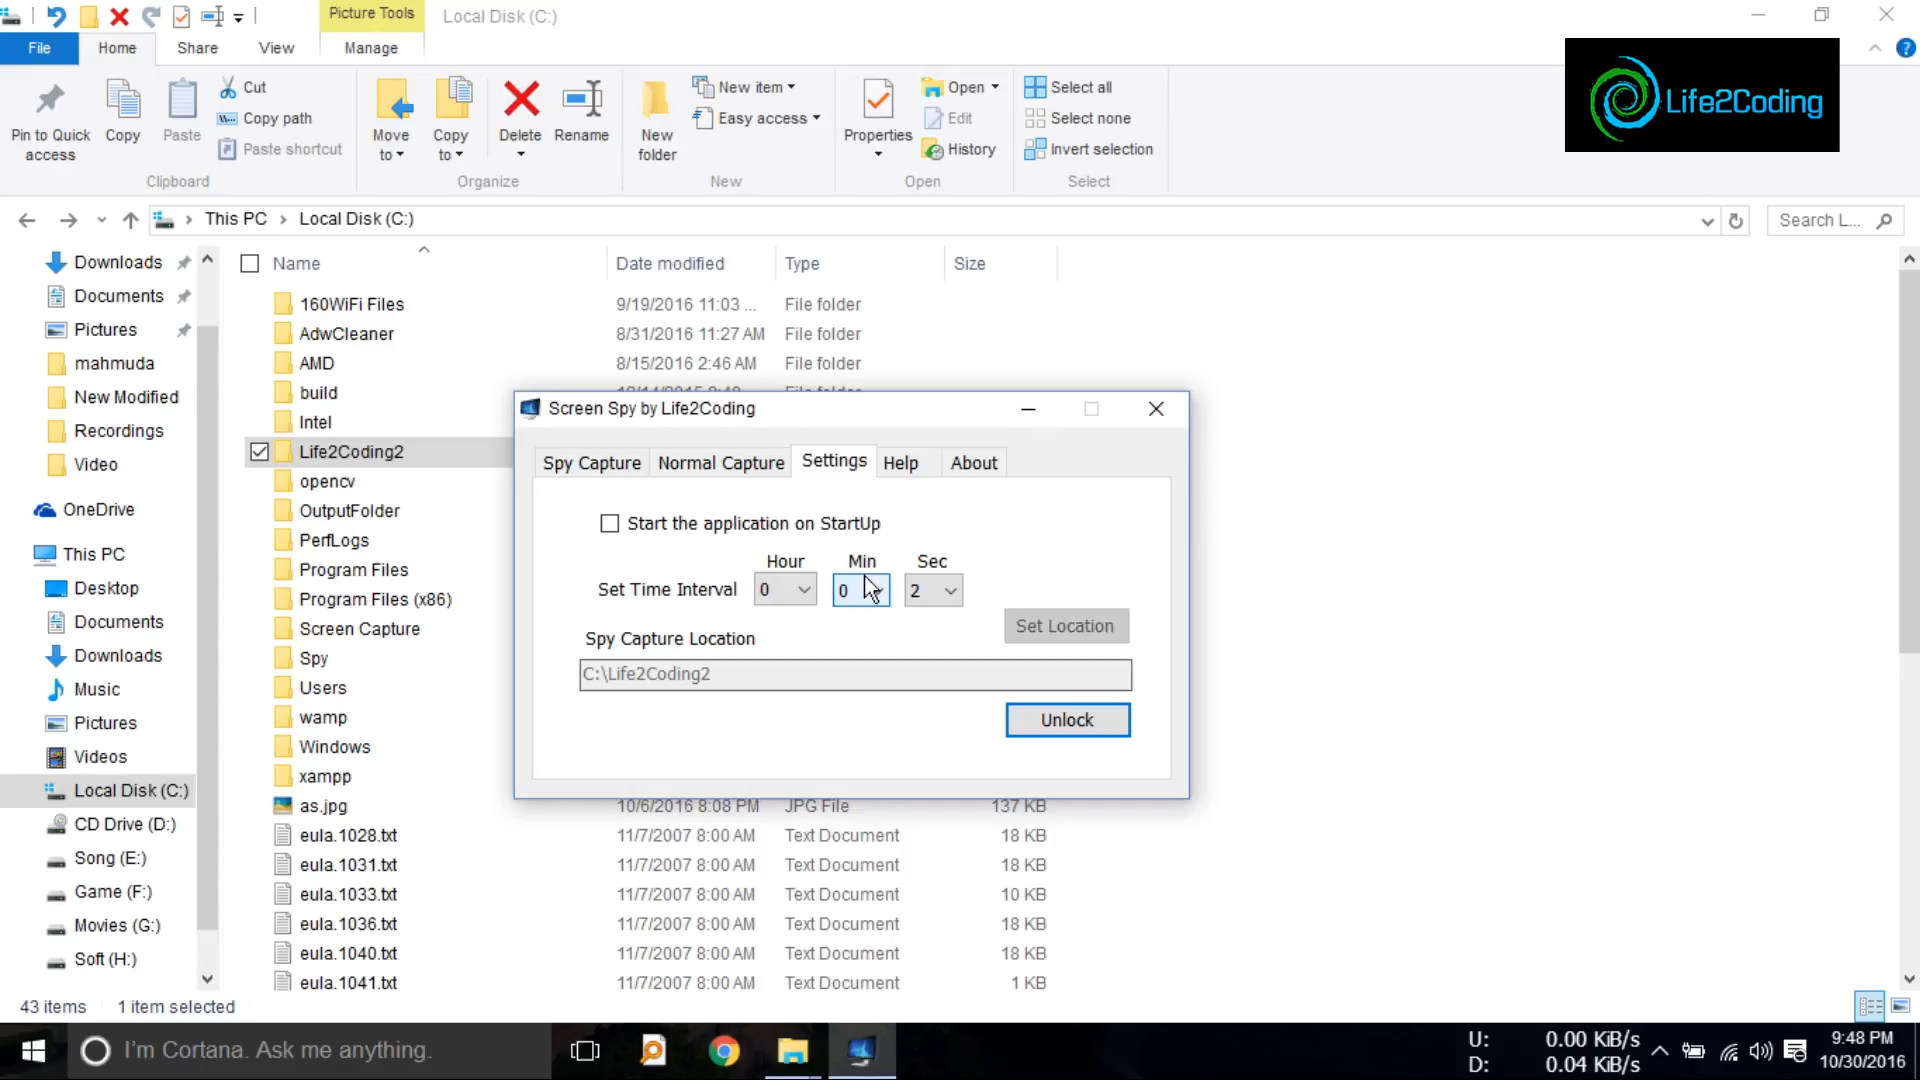 Picture Tools Local Disk (C:)
File Home Share View Manage
Life2Coding
Pin to Quick access
Copy
Paste
Cut
Copy path
Paste shortcut
Clipboard
Move to
Copy to
Delete
Rename
Organize
New folder
New item
Easy access
New
Properties
Open
Edit
History
Open
Select all
Select none
Invert selection
Select
This PC Local Disk (C:)
Search L...
Downloads
Documents
Pictures
mahmuda
New Modified
Recordings
Video
OneDrive
This PC
Desktop
Documents
Downloads
Music
Pictures
Videos
Local Disk (C:)
CD Drive (D:)
Song (E:)
Game (F:)
Movies (G:)
Soft (H:)
Name Date modified Type Size
160WiFi Files 9/19/2016 11:03 ... File folder
AdwCleaner 8/31/2016 11:27 AM File folder
AMD 8/15/2016 2:46 AM File folder
build
Intel
Life2Coding2
opencv
OutputFolder
PerfLogs
Program Files
Program Files (x86)
Screen Capture
Spy
Users
wamp
Windows
xampp
as.jpg 10/6/2016 8:08 PM JPG File 137 KB
eula.1028.txt 11/7/2007 8:00 AM Text Document 18 KB
eula.1031.txt 11/7/2007 8:00 AM Text Document 18 KB
eula.1033.txt 11/7/2007 8:00 AM Text Document 10 KB
eula.1036.txt 11/7/2007 8:00 AM Text Document 18 KB
eula.1040.txt 11/7/2007 8:00 AM Text Document 18 KB
eula.1041.txt 11/7/2007 8:00 AM Text Document 1 KB
Screen Spy by Life2Coding
Spy Capture Normal Capture Settings Help About
Start the application on StartUp
Hour Min Sec
Set Time Interval 0 0 2
Set Location
Spy Capture Location
C:\Life2Coding2
Unlock
43 items 1 item selected
I'm Cortana. Ask me anything.
U: 0.00 KiB/s
D: 0.04 KiB/s
9:48 PM
10/30/2016